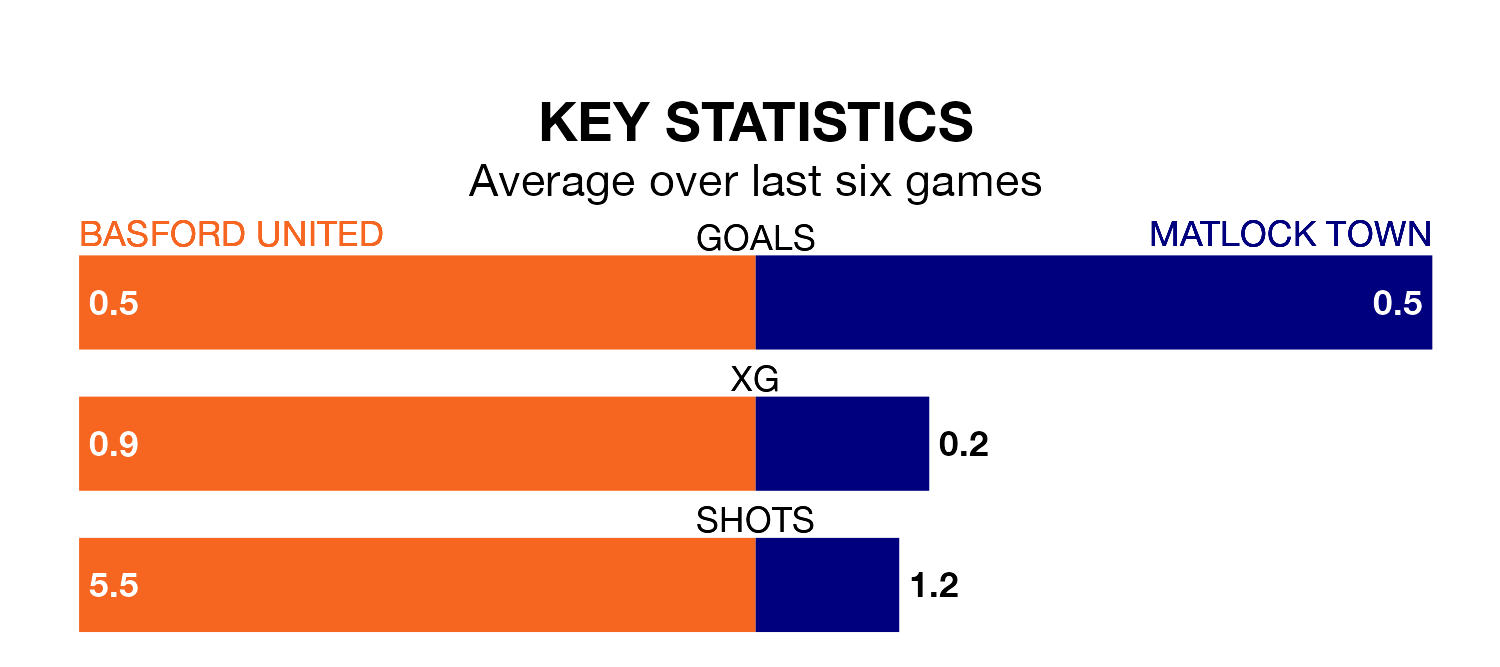 KEY STATISTICS
Average over last six games
BASFORD UNITED GOALS MATLOCK TOWN
0.5 0.5
XG
0.9 0.2
SHOTS
5.5 1.2